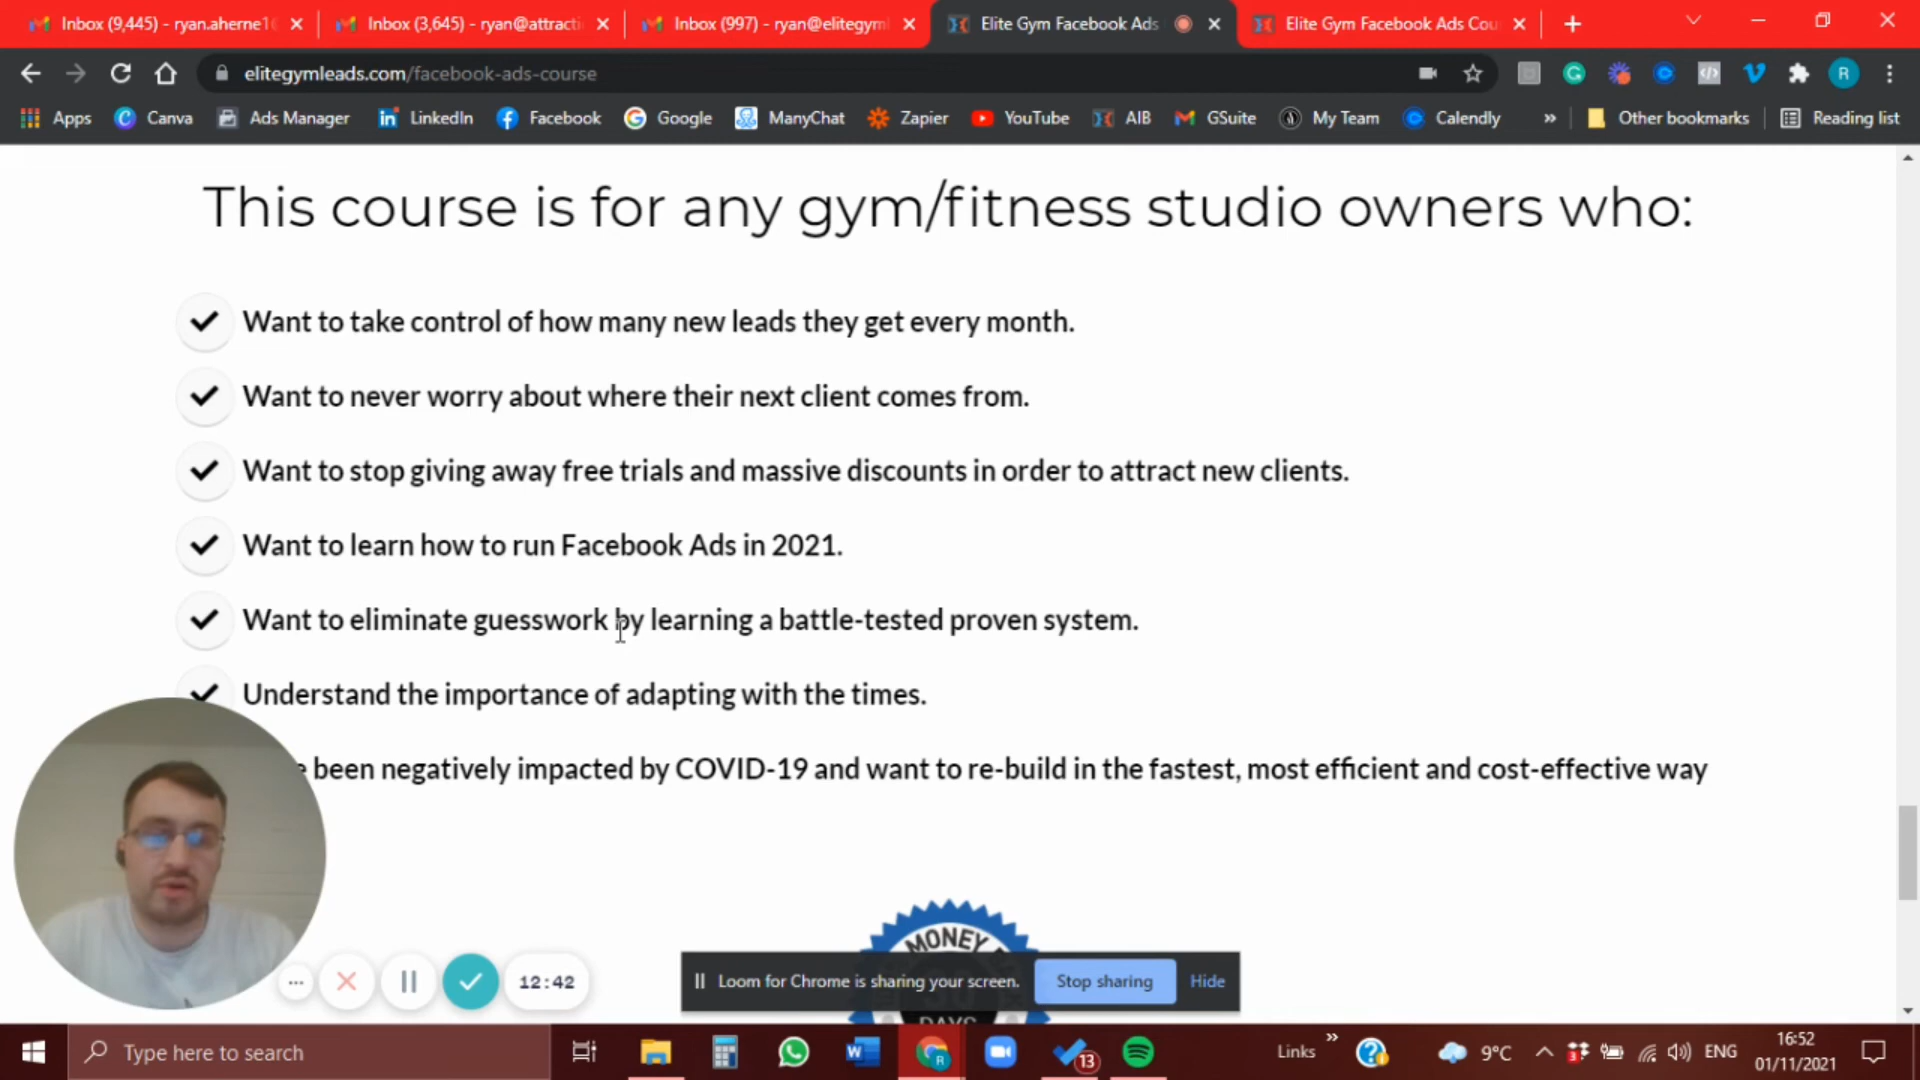 Inbox (9,445) - ryan.aherne1
Inbox (3,645) - ryan@attracti
Inbox (997) - ryan@elitegyml
Elite Gym Facebook Ads
Elite Gym Facebook Ads Cou
elitegymleads.com/facebook-ads-course
R
Apps
Canva
Ads Manager
LinkedIn
Facebook
Google
ManyChat
Zapier
YouTube
AIB
GSuite
My Team
Calendly
»
Other bookmarks
Reading list
This course is for any gym/fitness studio owners who:
Want to take control of how many new leads they get every month.
Want to never worry about where their next client comes from.
Want to stop giving away free trials and massive discounts in order to attract new clients.
Want to learn how to run Facebook Ads in 2021.
Want to eliminate guesswork by learning a battle-tested proven system.
Understand the importance of adapting with the times.
been negatively impacted by COVID-19 and want to re-build in the fastest, most efficient and cost-effective way
MONEY
DAYS
12:42
Loom for Chrome is sharing your screen.
Stop sharing
Hide
Type here to search
13
Links
»
9°C
ENG
16:52
01/11/2021